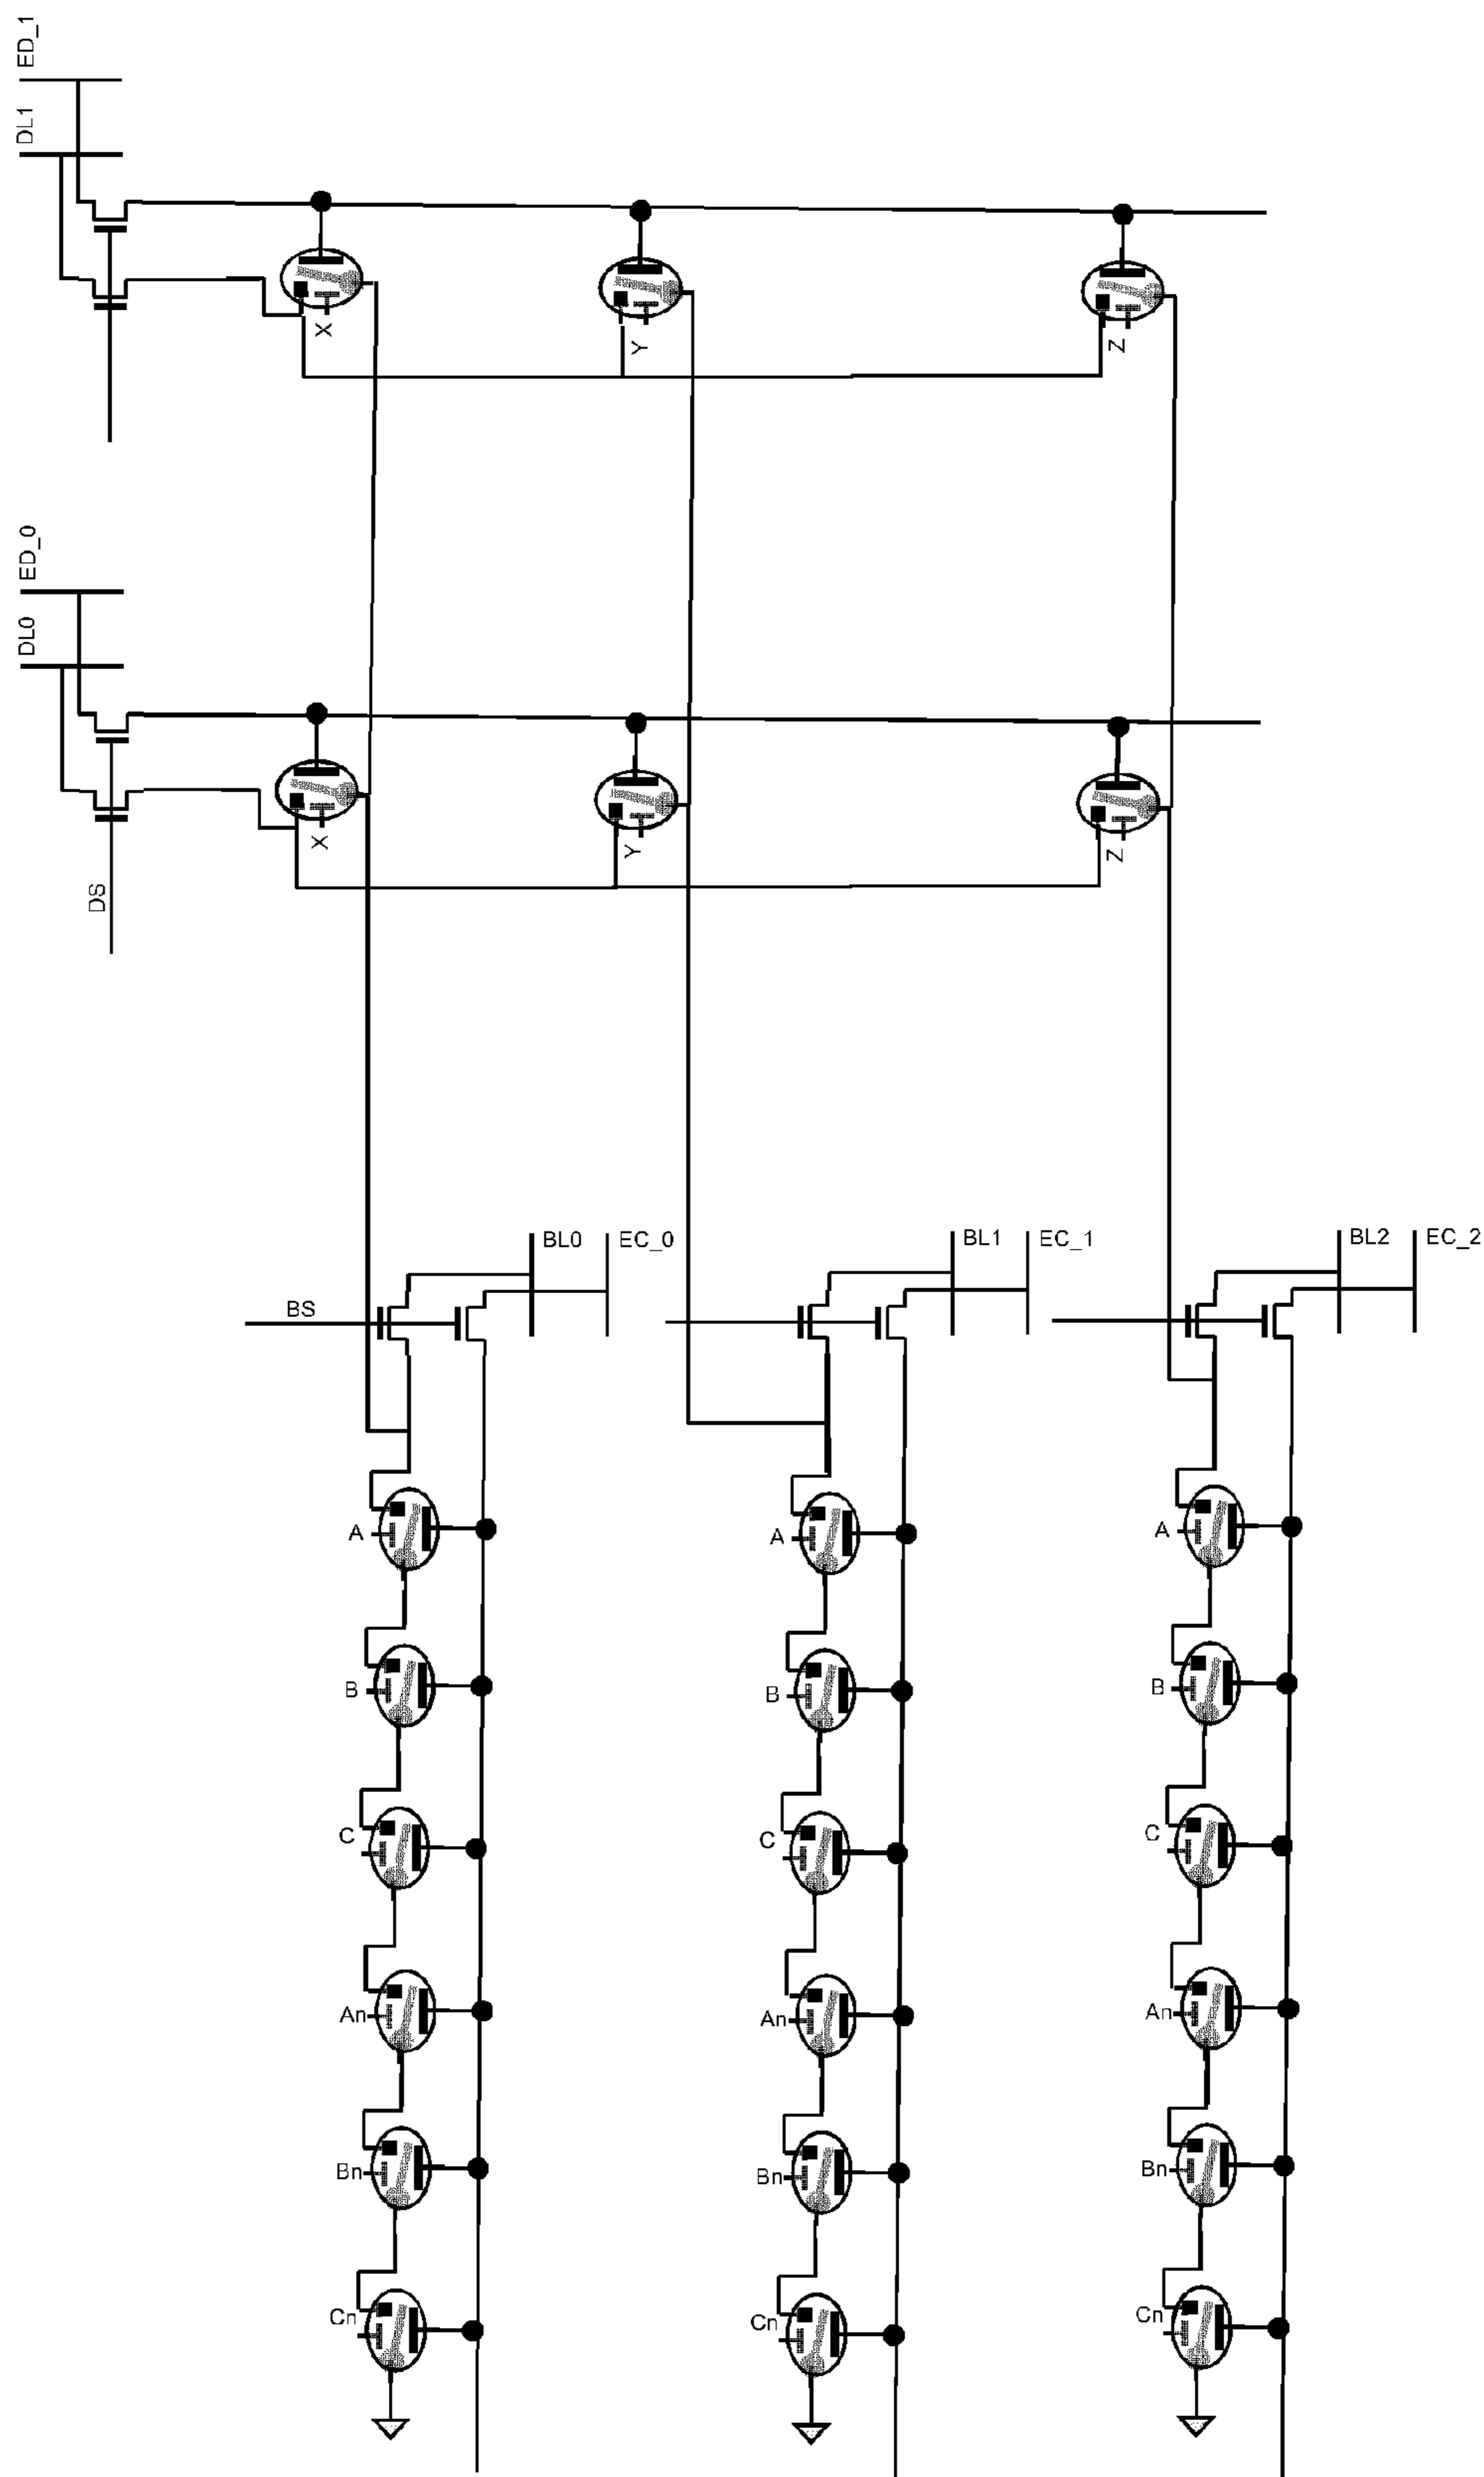 ED_1
DL1
X
Y
Z
ED_0
DL0
X
Y
Z
DS
BL0 EC_0 BL1 EC_1 BL2 EC_2
BS
A A A
B B B
C C C
An An An
Bn Bn Bn
Cn Cn Cn